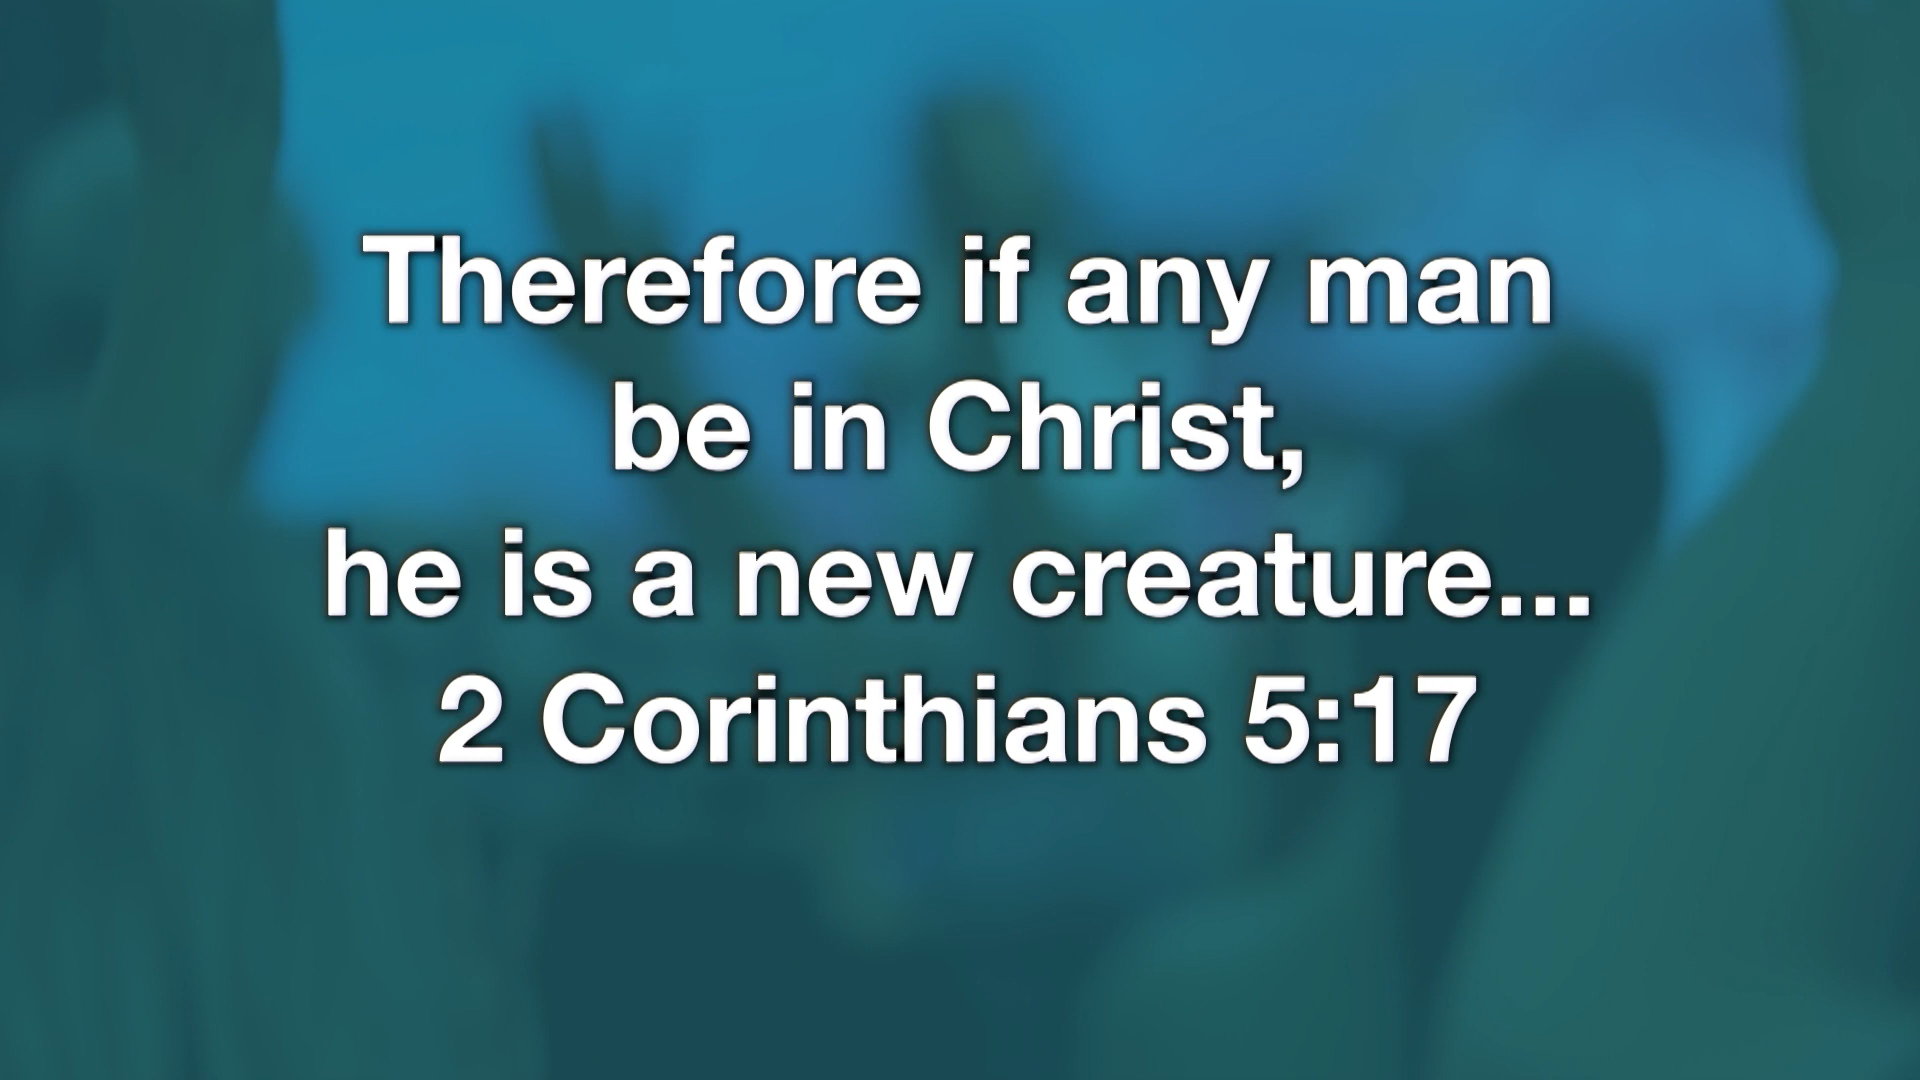 Therefore if any man
be in Christ,
he is a new creature...
2 Corinthians 5:17